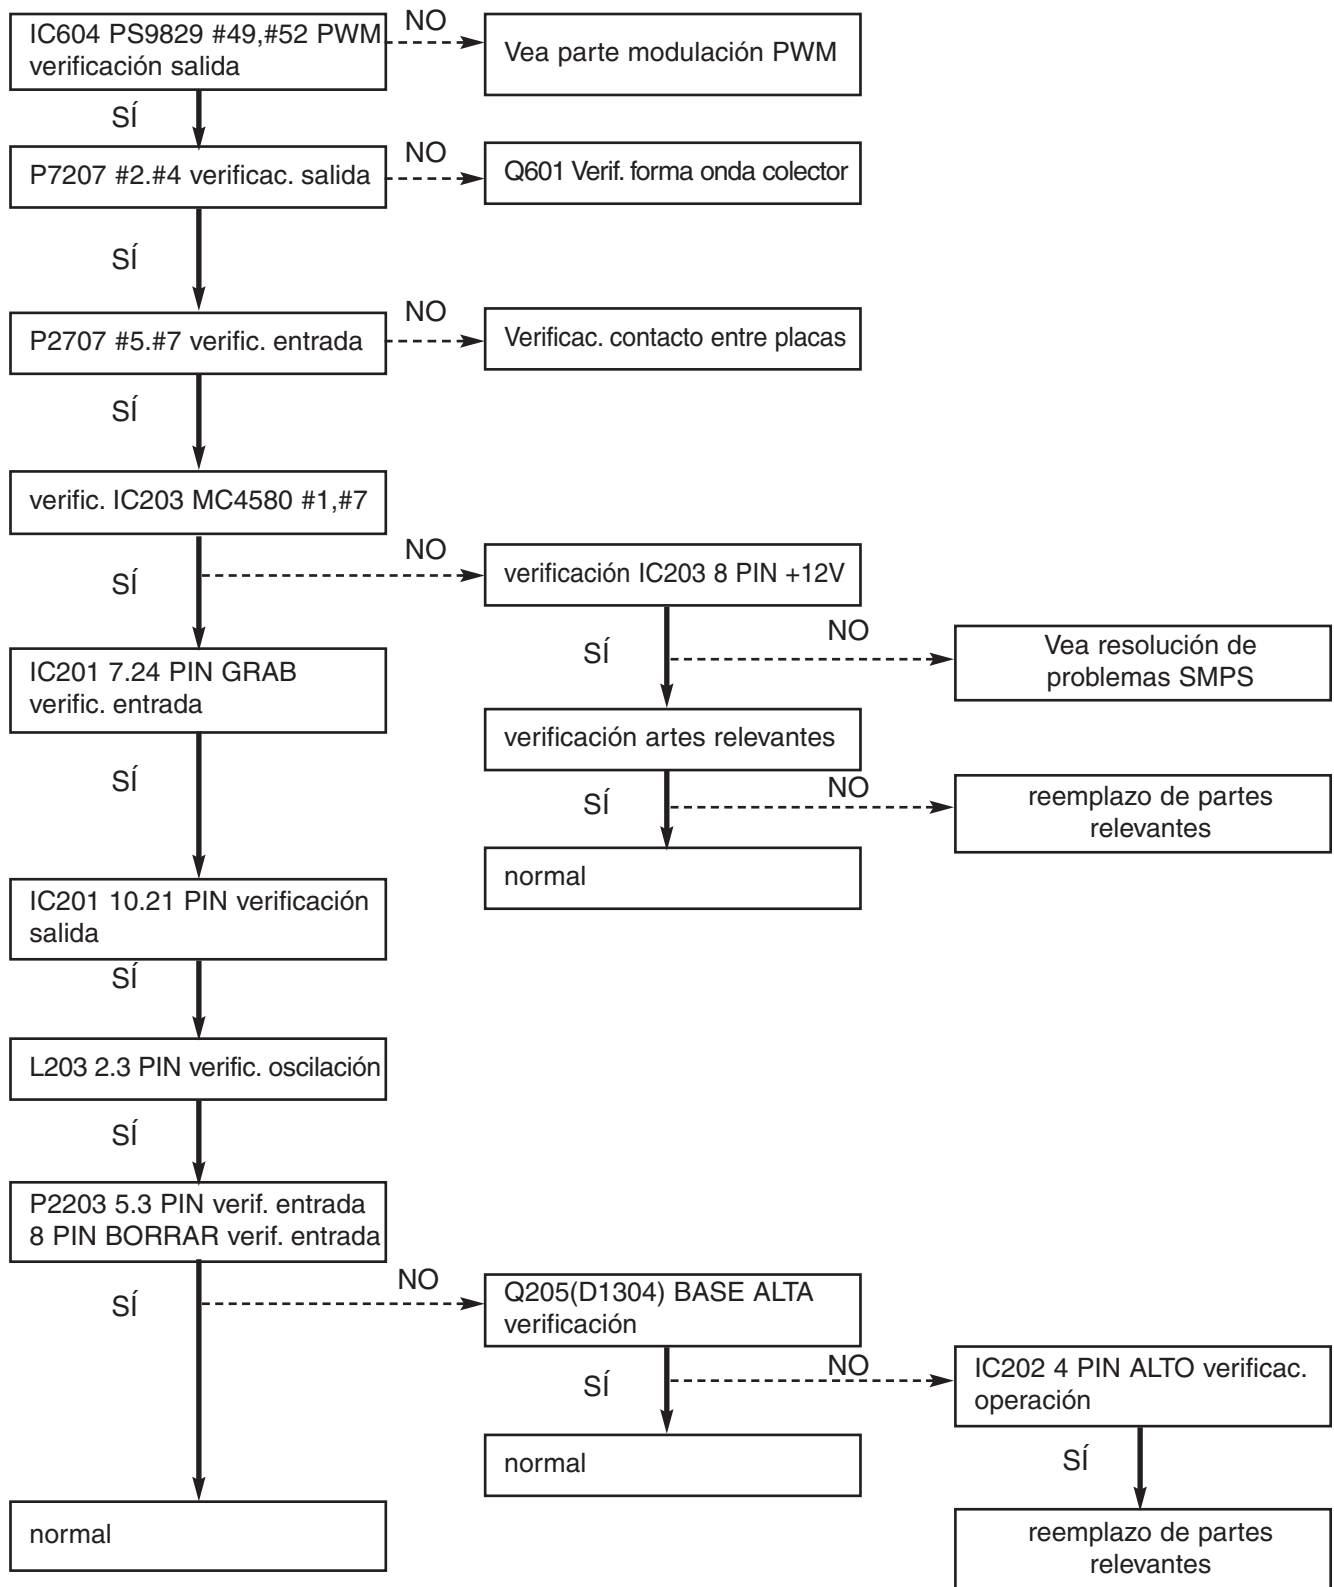 IC604 PS9829 #49,#52 PWM
verificación salida
NO
Vea parte modulación PWM
SÍ
P7207 #2.#4 verificac. salida
NO
Q601 Verif. forma onda colector
SÍ
P2707 #5.#7 verific. entrada
NO
Verificac. contacto entre placas
SÍ
verific. IC203 MC4580 #1,#7
SÍ
NO
verificación IC203 8 PIN +12V
SÍ
NO
Vea resolución de
problemas SMPS
IC201 7.24 PIN GRAB
verific. entrada
verificación artes relevantes
SÍ
SÍ
NO
reemplazo de partes
relevantes
normal
IC201 10.21 PIN verificación
salida
SÍ
L203 2.3 PIN verific. oscilación
SÍ
P2203 5.3 PIN verif. entrada
8 PIN BORRAR verif. entrada
SÍ
NO
Q205(D1304) BASE ALTA
verificación
SÍ
NO
IC202 4 PIN ALTO verificac.
operación
normal
SÍ
normal
reemplazo de partes
relevantes